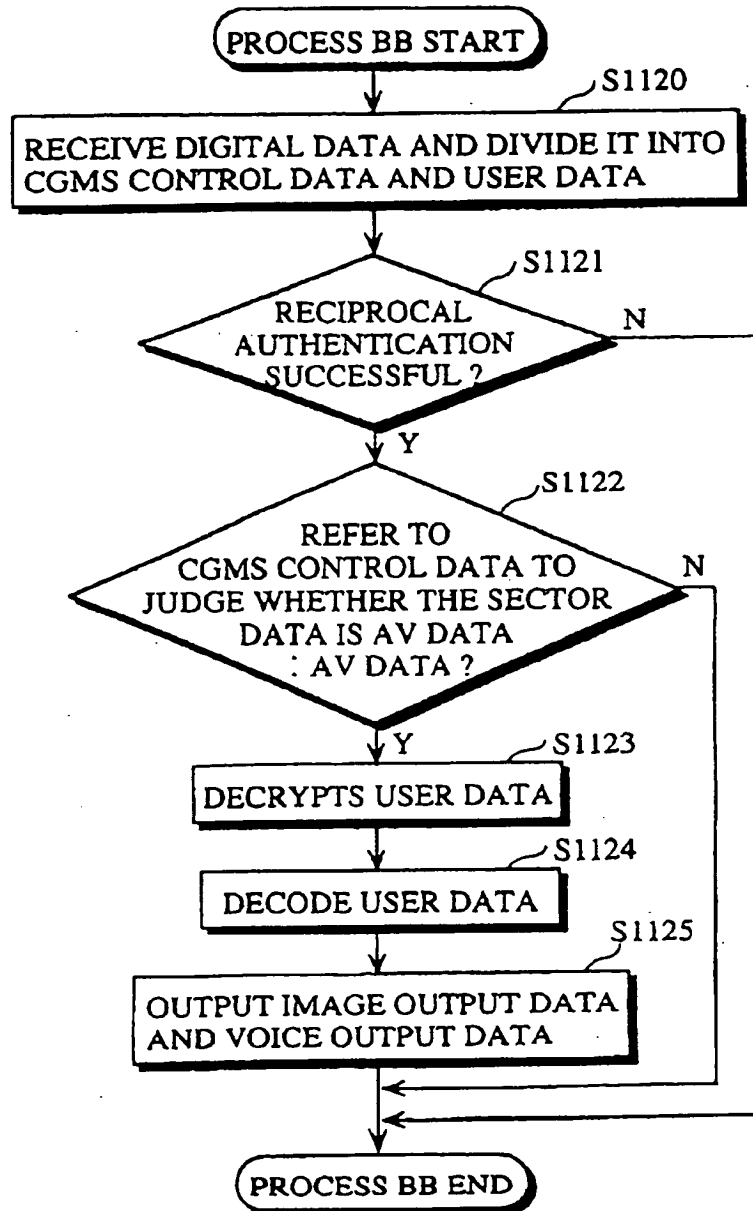 PROCESS BB START
S1120
RECEIVE DIGITAL DATA AND DIVIDE IT INTO
CGMS CONTROL DATA AND USER DATA
S1121
RECIPROCAL
AUTHENTICATION
SUCCESSFUL ?
N
Y
S1122
REFER TO
CGMS CONTROL DATA TO
JUDGE WHETHER THE SECTOR
DATA IS AV DATA
: AV DATA ?
N
Y
S1123
DECRYPTS USER DATA
S1124
DECODE USER DATA
S1125
OUTPUT IMAGE OUTPUT DATA
AND VOICE OUTPUT DATA
PROCESS BB END